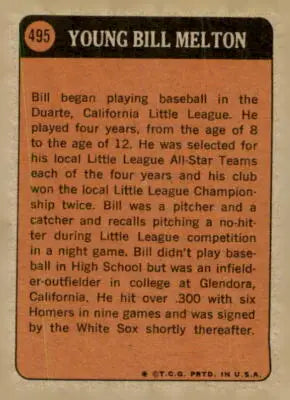 495 YOUNG BILL MELTON
Bill began playing baseball in the
Duarte, California Little League. He
played four years, from the age of 8
to the age of 12. He was selected for
his local Little League All-Star Teams
each of the four years and his club
won the local Little League Champion-
ship twice. Bill was a pitcher and a
catcher and recalls pitching a no-hit-
ter during Little League competition
in a night game. Bill didn't play base-
ball in High School but was an infield-
er-outfielder in college at Glendora,
California. He hit over .300 with six
Homers in nine games and was signed
by the White Sox shortly thereafter.
✱ ©T.C.G. PRTD. IN U.S.A.